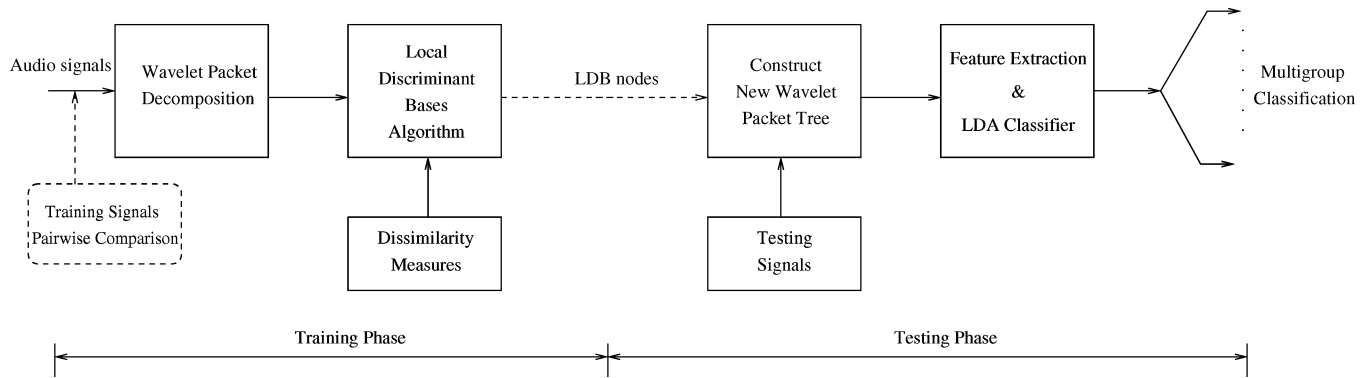 Audio signals
Wavelet Packet
Decomposition
Training Signals
Pairwise Comparison
Local
Discriminant
Bases
Algorithm
Dissimilarity
Measures
LDB nodes
Construct
New Wavelet
Packet Tree
Testing
Signals
Feature Extraction
&
LDA Classifier
Multigroup
Classification
Training Phase
Testing Phase